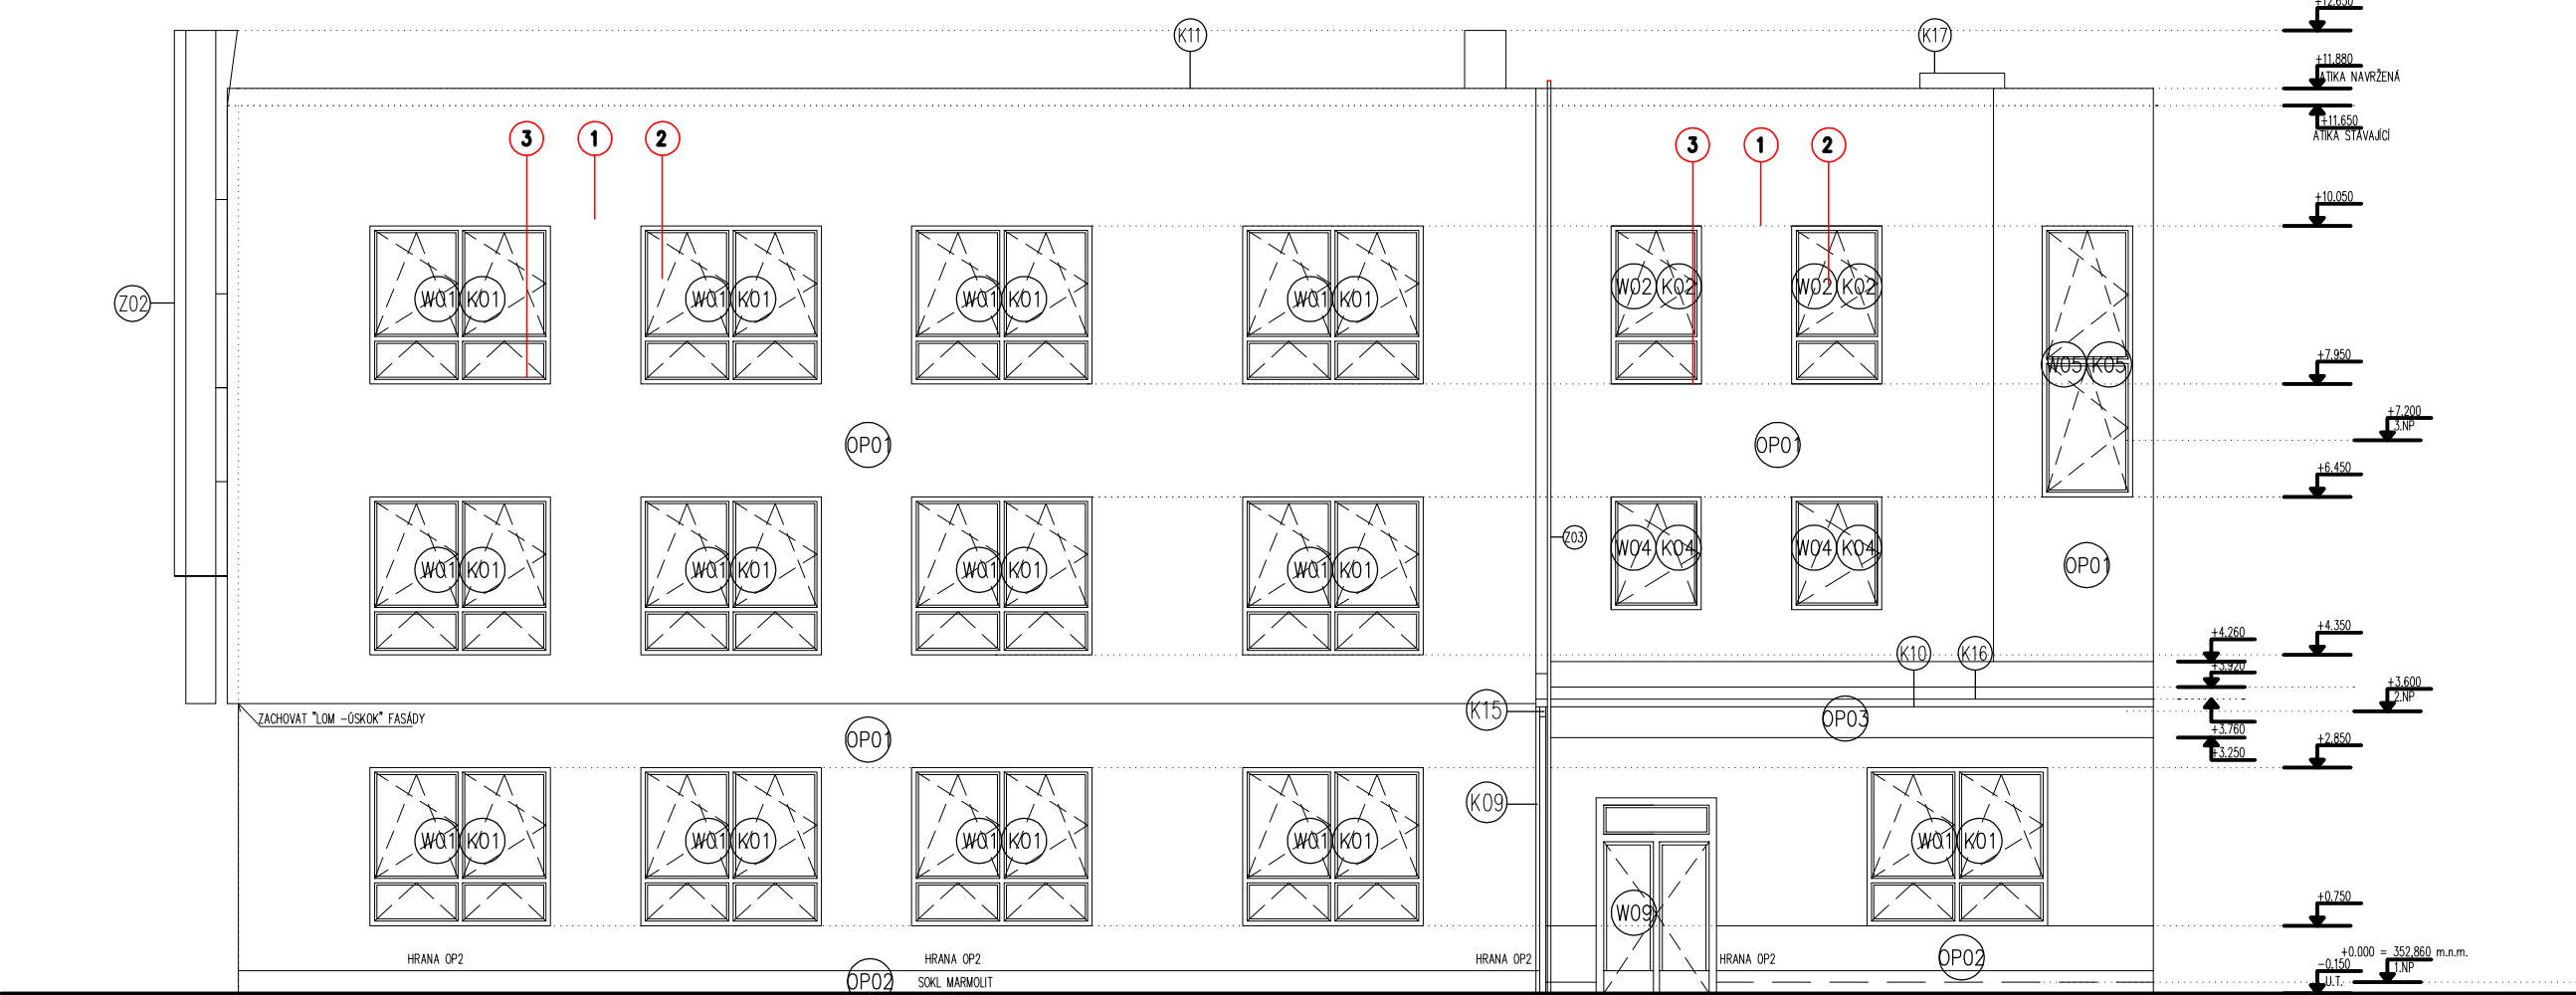 +12.650
K11
K17
+11.880
ATIKA NAVRŽENÁ
+11.650
ATIKA STÁVAJÍCÍ
3
1
2
3
1
2
+10.050
Z02
W01 K01
W01 K01
W01 K01
W01 K01
W02 K02
W02 K02
W05 K05
+7.950
+7.200
3.NP
OP01
OP01
+6.450
Z03
W01 K01
W01 K01
W01 K01
W01 K01
W04 K04
W04 K04
OP01
+4.350
+4.260
K10
K16
+3.920
+3.600
2.NP
K15
OP03
ZACHOVAT "LOM -ÚSKOK" FASÁDY
OP01
+3.760
+3.250
+2.850
K09
W01 K01
W01 K01
W01 K01
W01 K01
W01 K01
W09
+0.750
HRANA OP2
HRANA OP2
HRANA OP2
HRANA OP2
OP02
+0.000 = 352,860 m.n.m.
1.NP
-0.150
U.T.
OP02
SOKL MARMOLIT